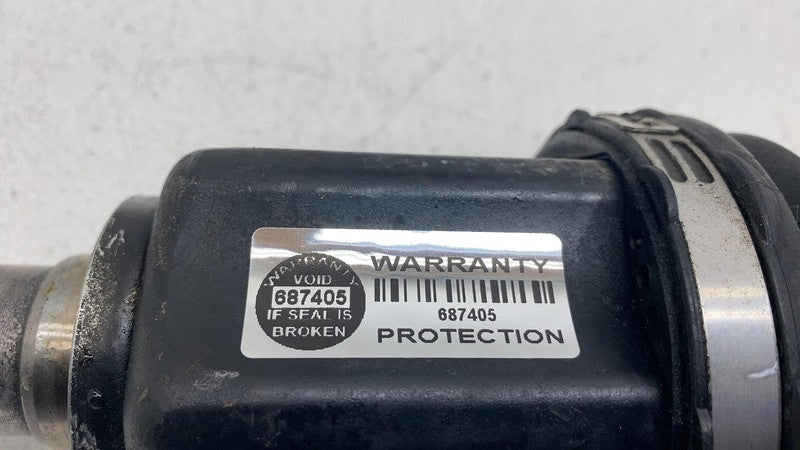 WARRANTY
VOID
687405
IF SEAL IS
BROKEN
WARRANTY
687405
PROTECTION